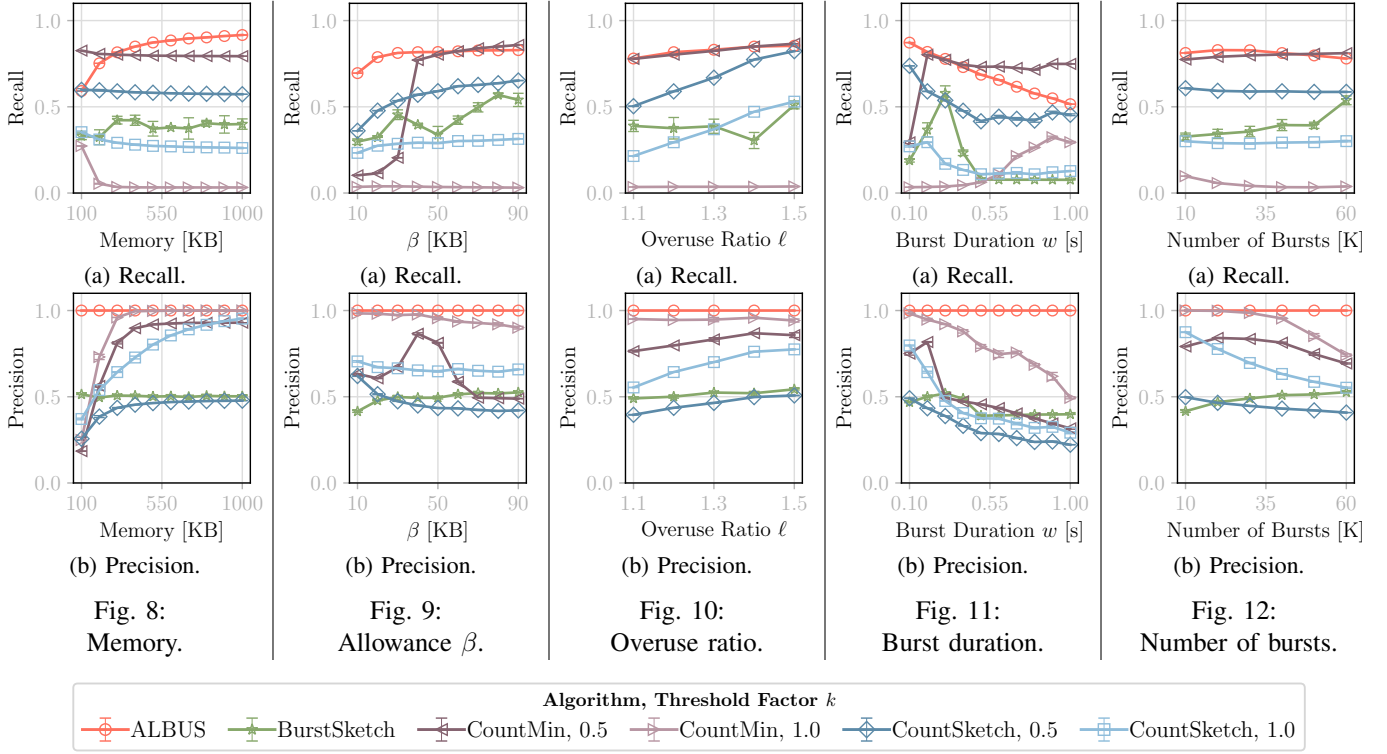 1.0
0.5
0.0
Recall
100 550 1000
Memory [KB]
(a) Recall.
1.0
0.5
0.0
Precision
100 550 1000
Memory [KB]
(b) Precision.
Fig. 8:
Memory.
1.0
0.5
0.0
Recall
10 50 90
β [KB]
(a) Recall.
1.0
0.5
0.0
Precision
10 50 90
β [KB]
(b) Precision.
Fig. 9:
Allowance β.
1.0
0.5
0.0
Recall
1.1 1.3 1.5
Overuse Ratio ℓ
(a) Recall.
1.0
0.5
0.0
Precision
1.1 1.3 1.5
Overuse Ratio ℓ
(b) Precision.
Fig. 10:
Overuse ratio.
1.0
0.5
0.0
Recall
0.10 0.55 1.00
Burst Duration w [s]
(a) Recall.
1.0
0.5
0.0
Precision
0.10 0.55 1.00
Burst Duration w [s]
(b) Precision.
Fig. 11:
Burst duration.
1.0
0.5
0.0
Recall
10 35 60
Number of Bursts [K]
(a) Recall.
1.0
0.5
0.0
Precision
10 35 60
Number of Bursts [K]
(b) Precision.
Fig. 12:
Number of bursts.
Algorithm, Threshold Factor k
ALBUS BurstSketch CountMin, 0.5 CountMin, 1.0 CountSketch, 0.5 CountSketch, 1.0